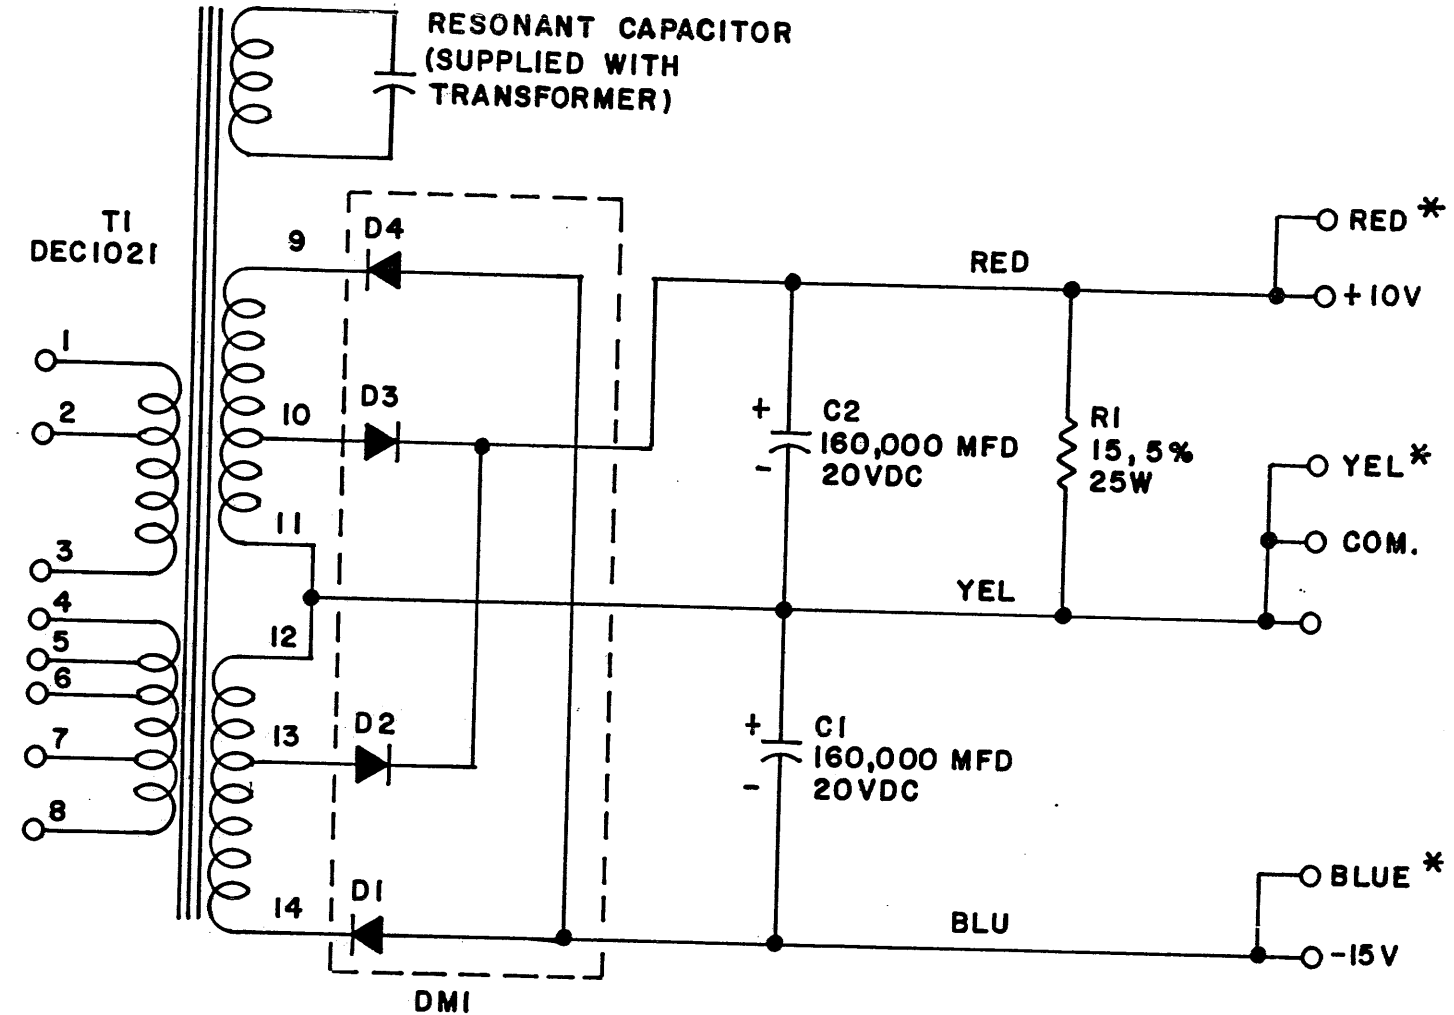 RESONANT CAPACITOR
(SUPPLIED WITH
TRANSFORMER)
T1
DEC1021
9
D4
RED
RED *
+10V
1
2
10
D3
+
-
C2
160,000 MFD
20VDC
R1
15, 5%
25W
YEL *
COM.
3
11
4
5
6
12
YEL
7
13
D2
+
-
C1
160,000 MFD
20VDC
8
14
D1
BLU
BLUE *
-15V
DM1